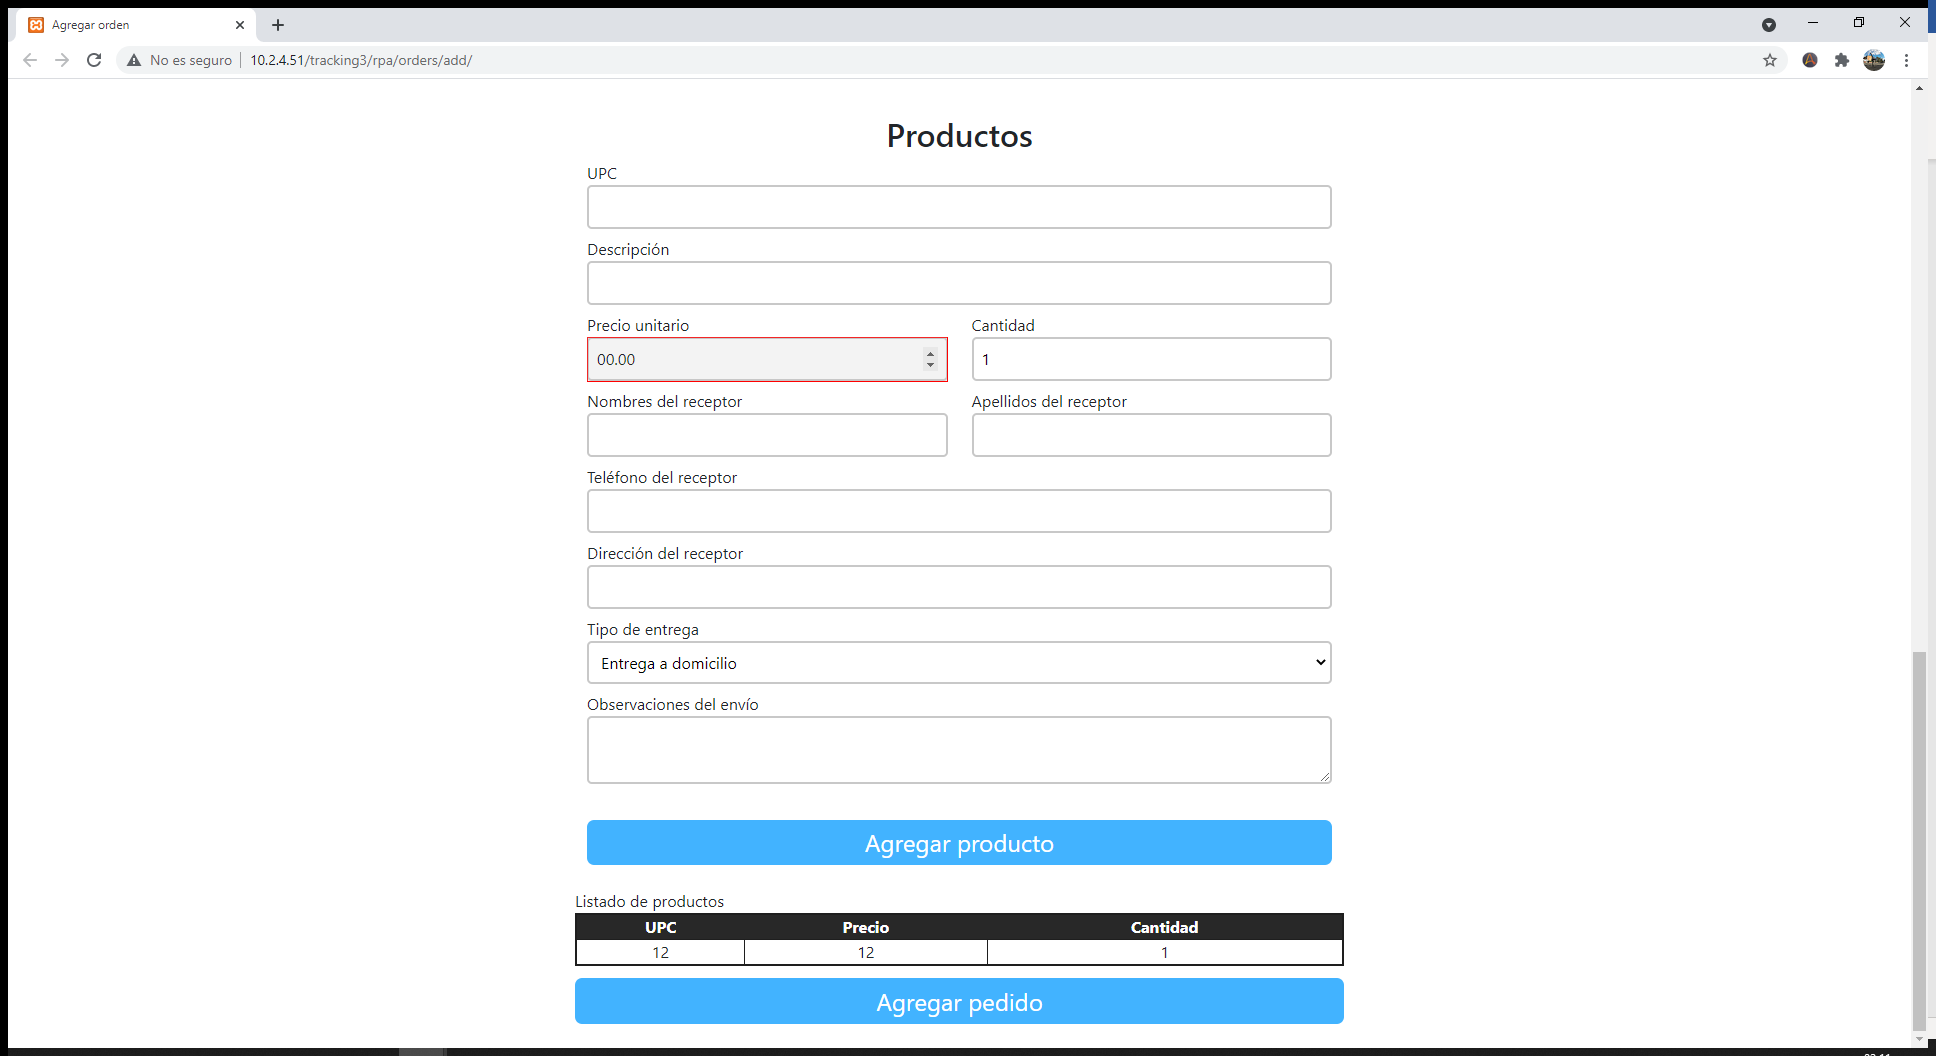 Agregar orden
No es seguro | 10.2.4.51/tracking3/rpa/orders/add/
Productos
UPC
Descripción
Precio unitario Cantidad
00.00 1
Nombres del receptor Apellidos del receptor
Teléfono del receptor
Dirección del receptor
Tipo de entrega
Entrega a domicilio
Observaciones del envío
Agregar producto
Listado de productos
UPC Precio Cantidad
12 12 1
Agregar pedido